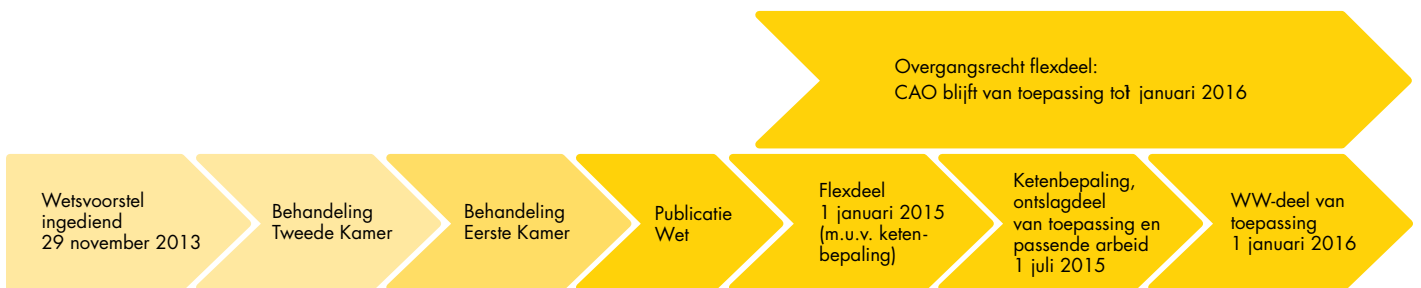 Overgangsrecht flexdeel:
CAO blijft van toepassing tot 1 januari 2016
Wetsvoorstel
ingediend
29 november 2013
Behandeling
Tweede Kamer
Behandeling
Eerste Kamer
Publicatie
Wet
Flexdeel
1 januari 2015
(m.u.v. keten-
bepaling)
Ketenbepaling,
ontslagdeel
van toepassing en
passende arbeid
1 juli 2015
WW-deel van
toepassing
1 januari 2016